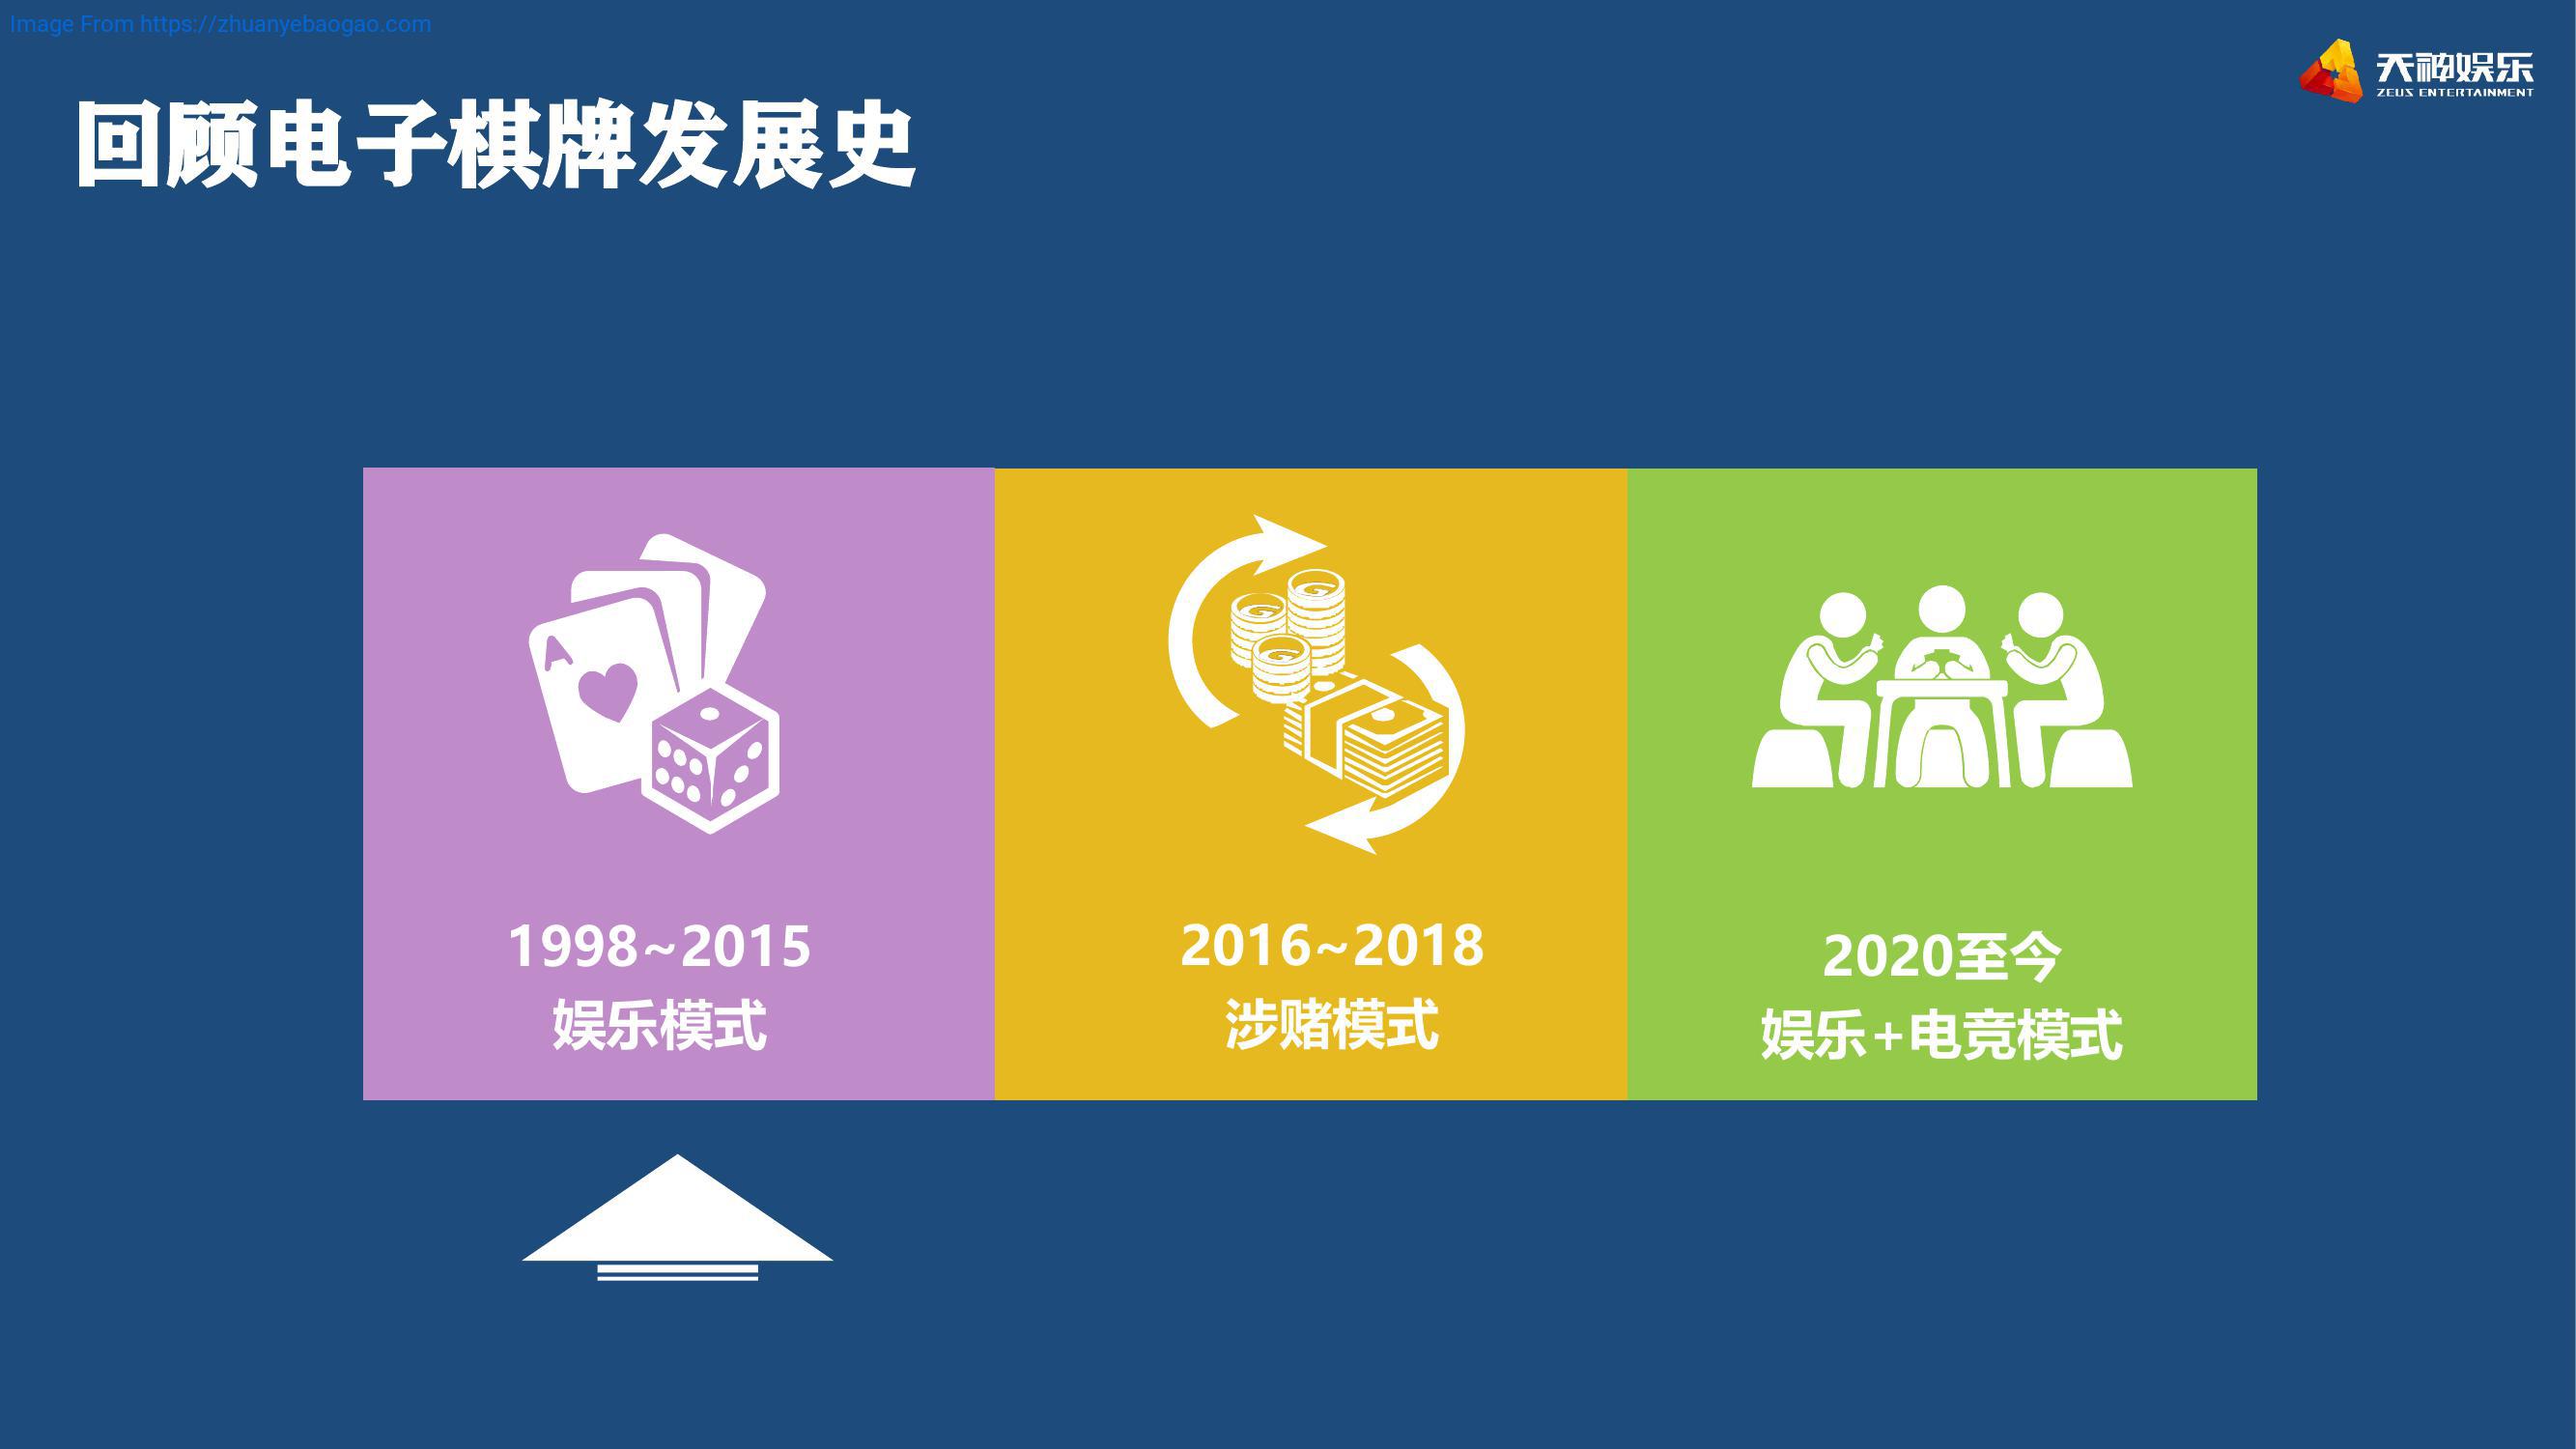 Image From https://zhuanyebaogao.com
天神娱乐
ZEUS ENTERTAINMENT
回顾电子棋牌发展史
A
1998~2015
娱乐模式
2016~2018
涉赌模式
2020至今
娱乐+电竞模式